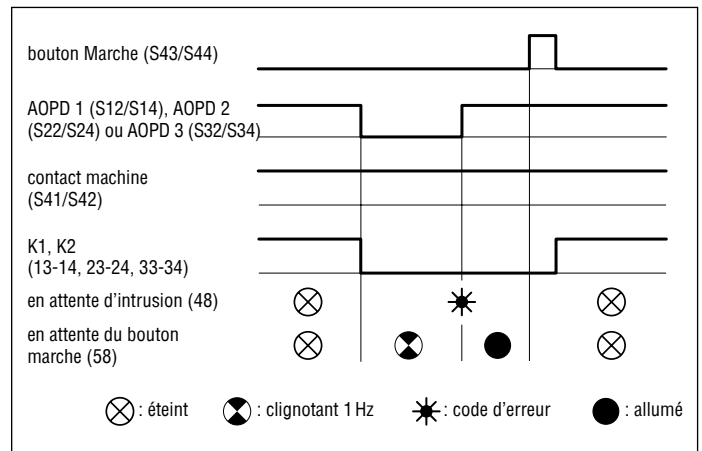 bouton Marche (S43/S44)
AOPD 1 (S12/S14), AOPD 2
(S22/S24) ou AOPD 3 (S32/S34)
contact machine
(S41/S42)
K1, K2
(13-14, 23-24, 33-34)
en attente d'intrusion (48)
en attente du bouton
marche (58)
: éteint : clignotant 1 Hz : code d'erreur : allumé